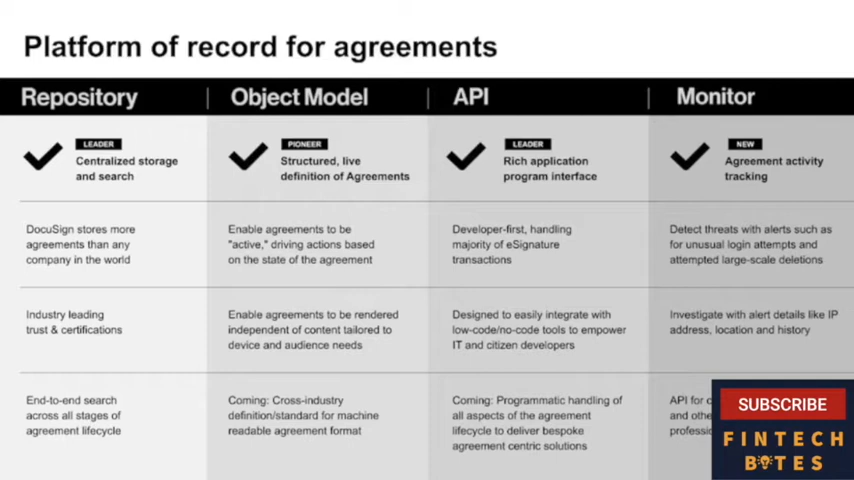 Platform of record for agreements
Repository
Object Model
API
Monitor
LEADER
Centralized storage
and search
PIONEER
Structured, live
definition of Agreements
LEADER
Rich application
program interface
NEW
Agreement activity
tracking
DocuSign stores more
agreements than any
company in the world
Enable agreements to be
"active," driving actions based
on the state of the agreement
Developer-first, handling
majority of eSignature
transactions
Detect threats with alerts such as
for unusual login attempts and
attempted large-scale deletions
Industry leading
trust & certifications
Enable agreements to be rendered
independent of content tailored to
device and audience needs
Designed to easily integrate with
low-code/no-code tools to empower
IT and citizen developers
Investigate with alert details like IP
address, location and history
End-to-end search
across all stages of
agreement lifecycle
Coming: Cross-industry
definition/standard for machine
readable agreement format
Coming: Programmatic handling of
all aspects of the agreement
lifecycle to deliver bespoke
agreement centric solutions
API for
and
SUBSCRIBE
FINTECH
BITES